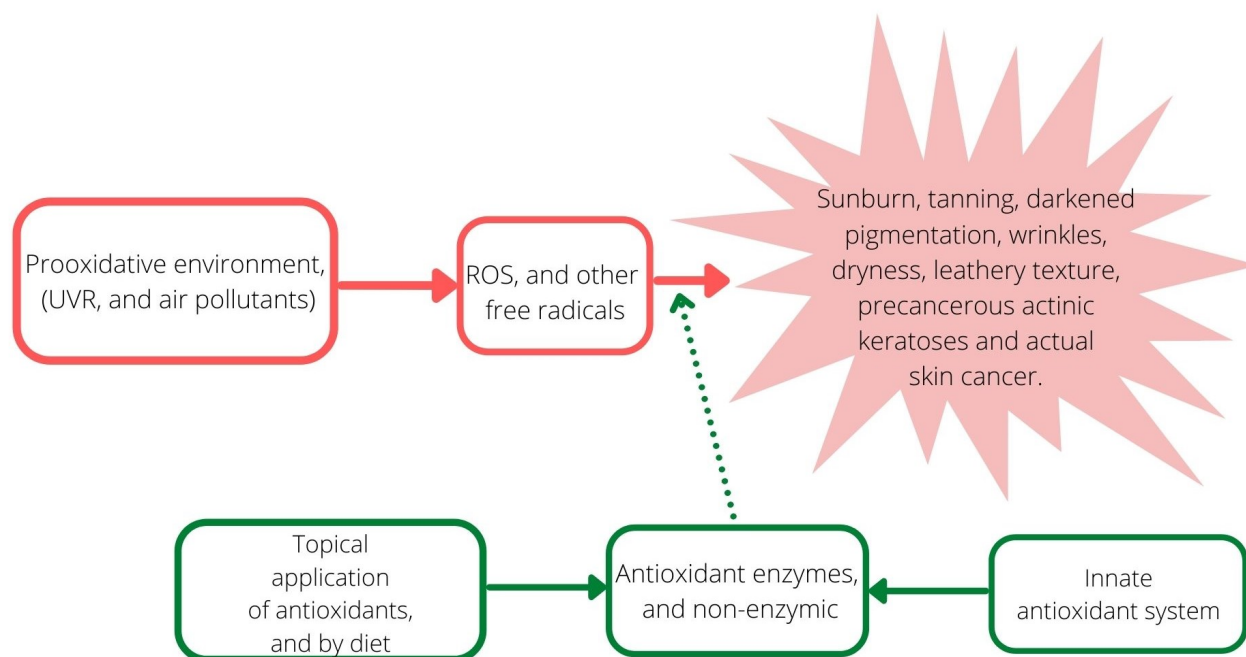 Prooxidative environment,
(UVR, and air pollutants)
ROS, and other
free radicals
Sunburn, tanning, darkened
pigmentation, wrinkles,
dryness, leathery texture,
precancerous actinic
keratoses and actual
skin cancer.
Topical
application
of antioxidants,
and by diet
Antioxidant enzymes,
and non-enzymic
Innate
antioxidant system